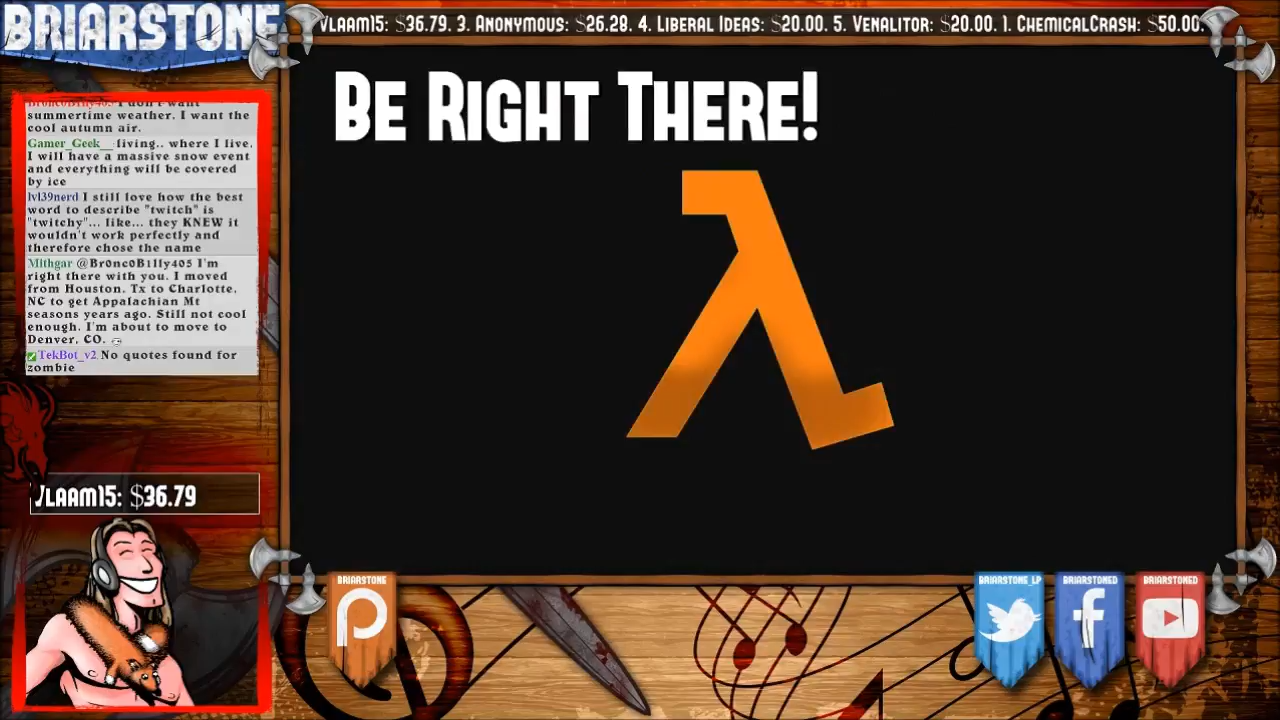 BRIARSTONE
VLAAM15: $36.79. 3. ANONYMOUS: $26.28. 4. LIBERAL IDEAS: $20.00. 5. VENALITOR: $20.00. 1. CHEMICALCRASH: $50.00.
BE RIGHT THERE!
λ
Br0nc0B1lly405 I don't want
summertime weather. I want the
cool autumn air.
Gamer_Geek__ living.. where I live.
I will have a massive snow event
and everything will be covered
by ice
lvl39nerd I still love how the best
word to describe "twitch" is
"twitchy"... like... they KNEW it
wouldn't work perfectly and
therefore chose the name
Mithgar @Br0nc0B1lly405 I'm
right there with you. I moved
from Houston, Tx to Charlotte,
NC to get Appalachian Mt
seasons years ago. Still not cool
enough. I'm about to move to
Denver, CO.
TekBot_v2 No quotes found for
zombie
VLAAM15: $36.79
BRIARSTONE
BRIARSTONE_LP
BRIARSTONED
BRIARSTONED